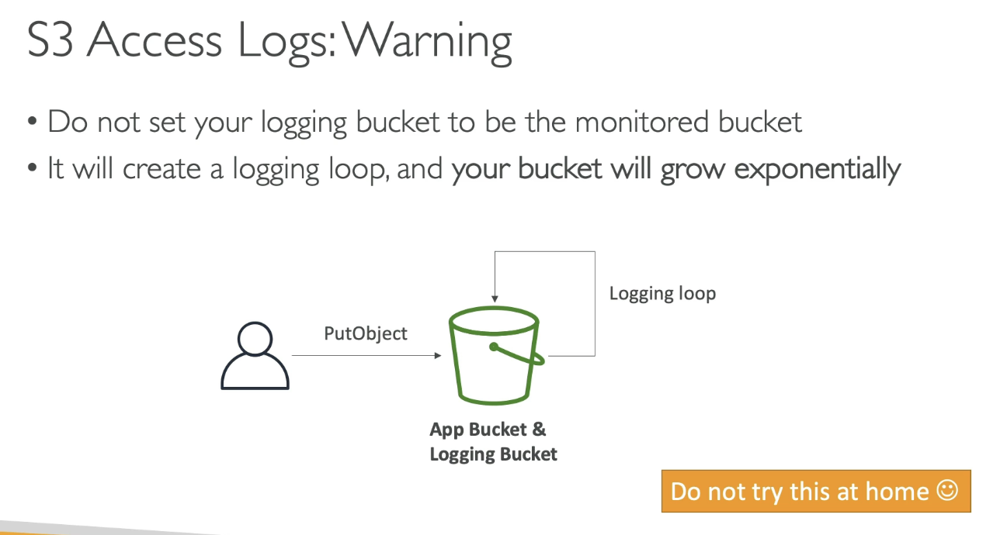 S3 Access Logs: Warning
• Do not set your logging bucket to be the monitored bucket
• It will create a logging loop, and your bucket will grow exponentially
Logging loop
PutObject
App Bucket &
Logging Bucket
Do not try this at home ☺